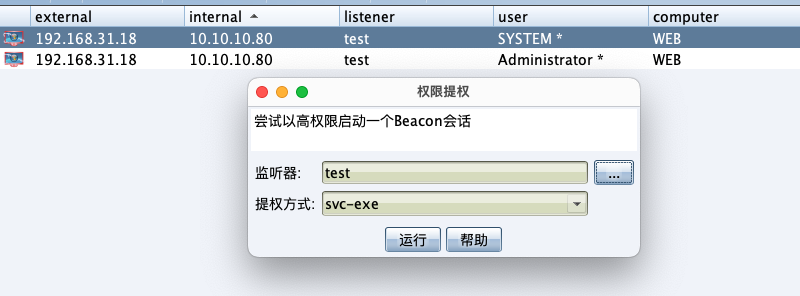 external internal listener user computer
192.168.31.18 10.10.10.80 test SYSTEM * WEB
192.168.31.18 10.10.10.80 test Administrator * WEB
权限提权
尝试以高权限启动一个Beacon会话
监听器: test ...
提权方式: svc-exe
运行 帮助